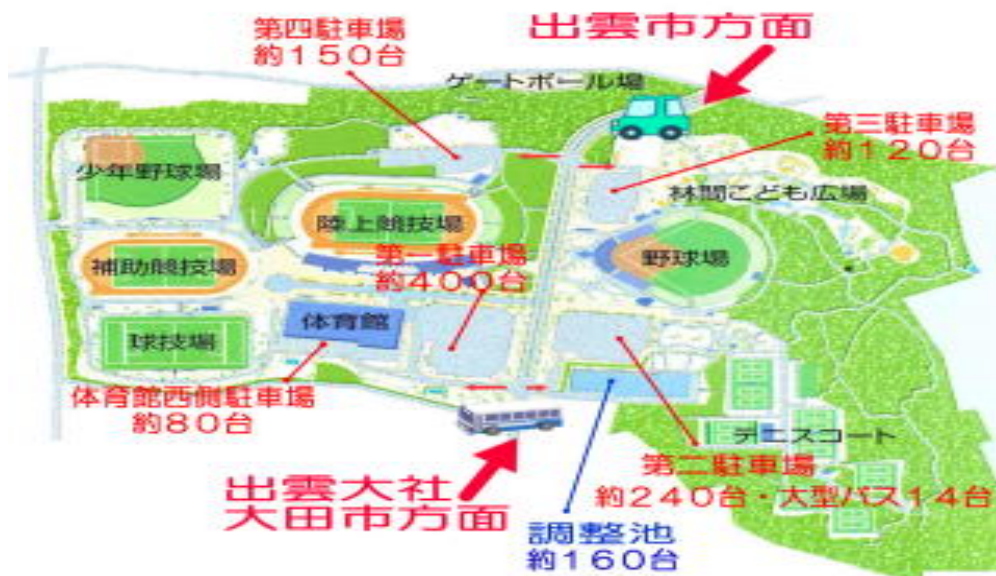 第四駐車場
約150台
出雲市方面
ゲートボール場
第三駐車場
約120台
少年野球場
林間こども広場
陸上競技場
第一駐車場
約400台
補助競技場
野球場
体育館
球技場
体育館西側駐車場
約80台
テニスコート
第二駐車場
約240台・大型バス14台
出雲大社
大田市方面
調整池
約160台